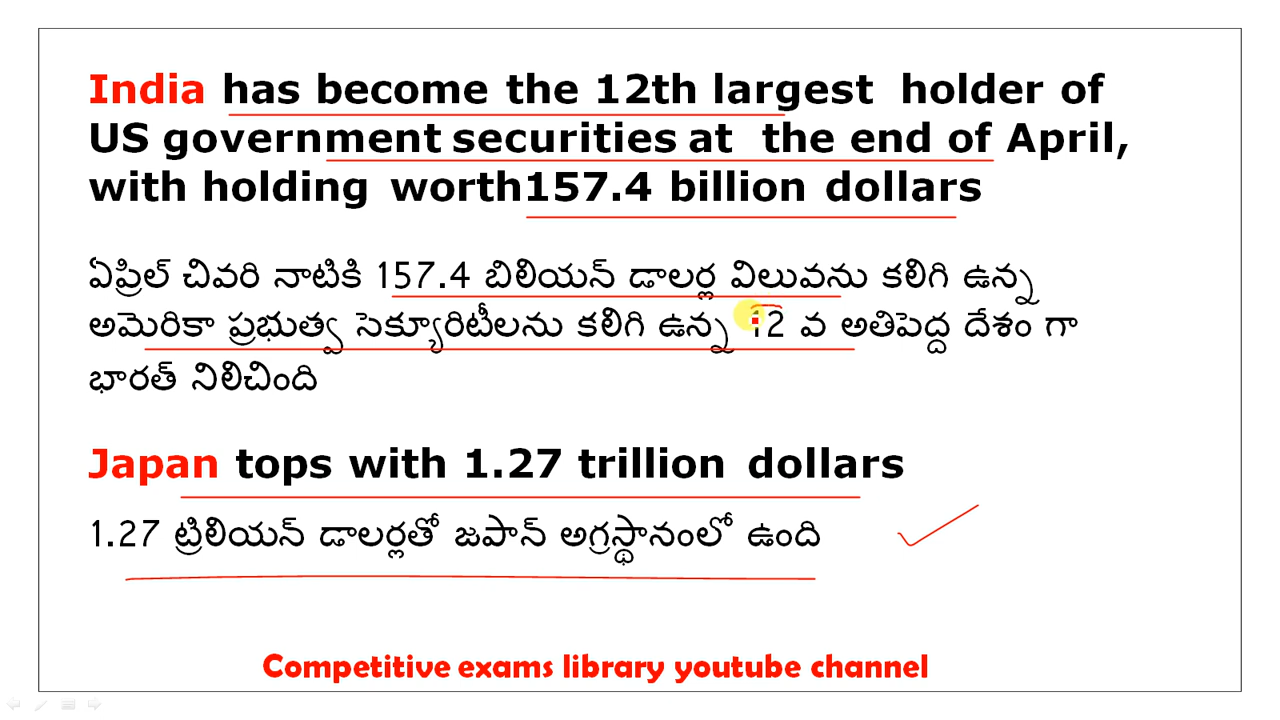 India has become the 12th largest holder of
US government securities at the end of April,
with holding worth157.4 billion dollars
ఏప్రిల్ చివరి నాటికి 157.4 బిలియన్ డాలర్ల విలువను కలిగి ఉన్న
అమెరికా ప్రభుత్వ సెక్యూరిటీలను కలిగి ఉన్న 12 వ అతిపెద్ద దేశం గా
భారత్ నిలిచింది
Japan tops with 1.27 trillion dollars
1.27 ట్రిలియన్ డాలర్లతో జపాన్ అగ్రస్థానంలో ఉంది
Competitive exams library youtube channel